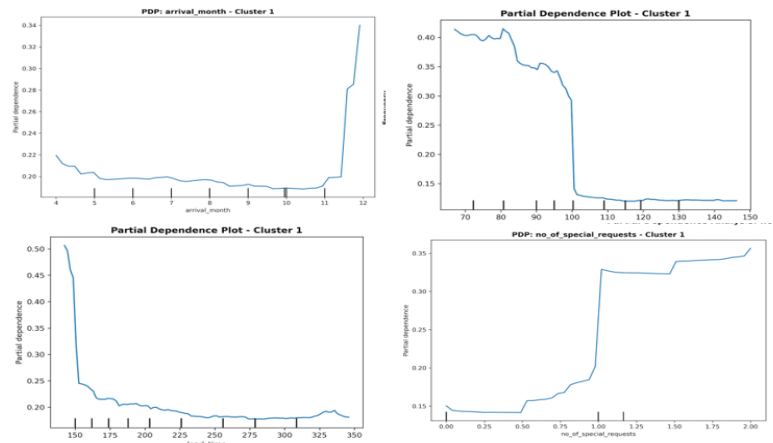 PDP: arrival_month - Cluster 1
0.34
0.32
0.30
0.28
0.26
0.24
0.22
0.20
Partial dependence
4 5 6 7 8 9 10 11 12
arrival_month
Partial Dependence Plot - Cluster 1
0.40
0.35
0.30
0.25
0.20
0.15
Partial dependence
70 80 90 100 110 120 130 140 150
Partial Dependence Plot - Cluster 1
0.50
0.45
0.40
0.35
0.30
0.25
0.20
Partial dependence
150 175 200 225 250 275 300 325 350
PDP: no_of_special_requests - Cluster 1
0.35
0.30
0.25
0.20
0.15
Partial dependence
0.00 0.25 0.50 0.75 1.00 1.25 1.50 1.75 2.00
no_of_special_requests